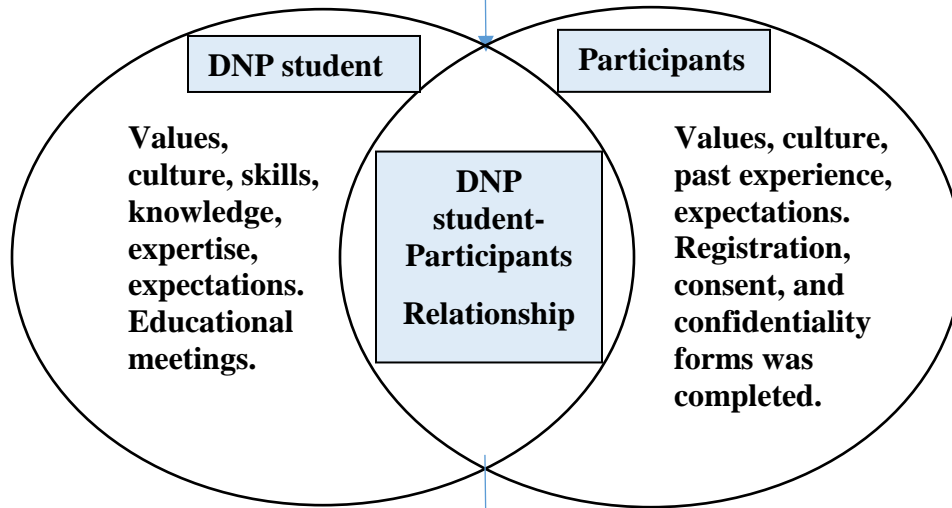 DNP student
Values,
culture, skills,
knowledge,
expertise,
expectations.
Educational
meetings.
DNP
student-
Participants
Relationship
Participants
Values, culture,
past experience,
expectations.
Registration,
consent, and
confidentiality
forms was
completed.